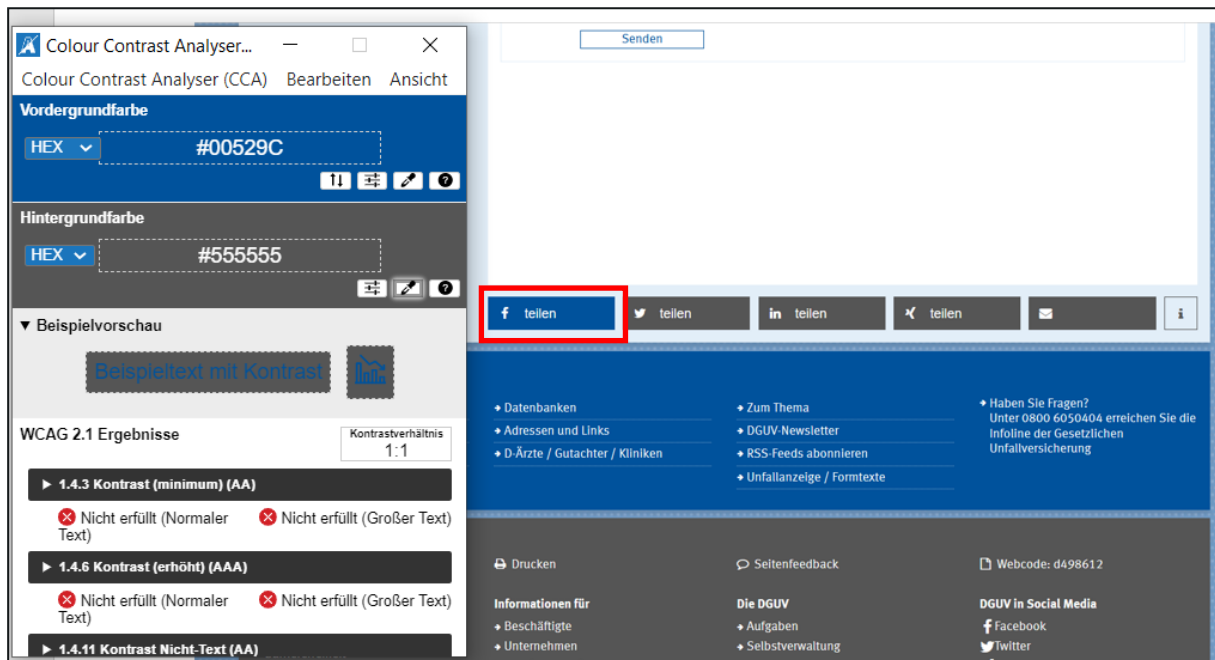 Colour Contrast Analyser...
Colour Contrast Analyser (CCA) Bearbeiten Ansicht
Vordergrundfarbe
HEX #00529C
Hintergrundfarbe
HEX #555555
▼ Beispielvorschau
Beispieltext mit Kontrast
WCAG 2.1 Ergebnisse
Kontrastverhältnis
1:1
▶ 1.4.3 Kontrast (minimum) (AA)
Nicht erfüllt (Normaler Text)
Nicht erfüllt (Großer Text)
▶ 1.4.6 Kontrast (erhöht) (AAA)
Nicht erfüllt (Normaler Text)
Nicht erfüllt (Großer Text)
▶ 1.4.11 Kontrast Nicht-Text (AA)
Senden
teilen
teilen
in teilen
teilen
i
Datenbanken
Adressen und Links
D-Ärzte / Gutachter / Kliniken
Zum Thema
DGUV-Newsletter
RSS-Feeds abonnieren
Unfallanzeige / Formtexte
Haben Sie Fragen?
Unter 0800 6050404 erreichen Sie die
Infoline der Gesetzlichen
Unfallversicherung
Drucken
Seitenfeedback
Webcode: d498612
Informationen für
Beschäftigte
Unternehmen
Die DGUV
Aufgaben
Selbstverwaltung
DGUV in Social Media
Facebook
Twitter